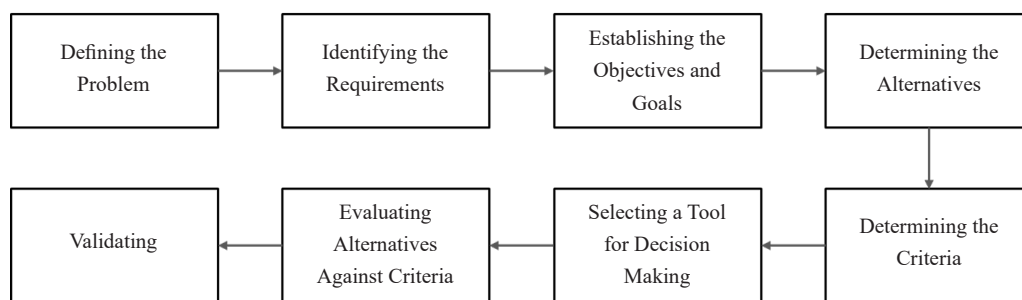 Defining the
Problem
Identifying the
Requirements
Establishing the
Objectives and
Goals
Determining the
Alternatives
Determining the
Criteria
Selecting a Tool
for Decision
Making
Evaluating
Alternatives
Against Criteria
Validating